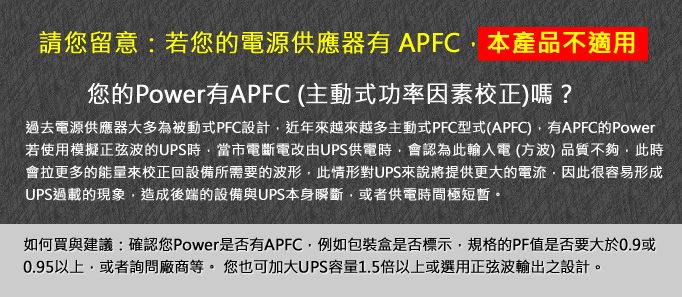 請您留意：若您的電源供應器有 APFC，本產品不適用
您的Power有APFC (主動式功率因素校正)嗎？
過去電源供應器大多為被動式PFC設計，近年來越來越多主動式PFC型式(APFC)，有APFC的Power
若使用模擬正弦波的UPS時，當市電斷電改由UPS供電時，會認為此輸入電 (方波) 品質不夠，此時
會拉更多的能量來校正回設備所需要的波形，此情形對UPS來說將提供更大的電流，因此很容易形成
UPS過載的現象，造成後端的設備與UPS本身瞬斷，或者供電時間極短暫。
如何買與建議：確認您Power是否有APFC，例如包裝盒是否標示，規格的PF值是否要大於0.9或
0.95以上，或者詢問廠商等。 您也可加大UPS容量1.5倍以上或選用正弦波輸出之設計。